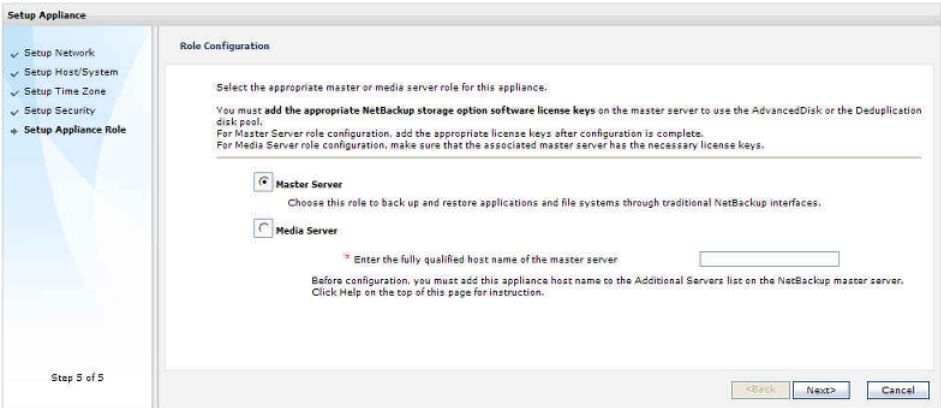 Setup Appliance
Setup Network
Setup Host/System
Setup Time Zone
Setup Security
Setup Appliance Role
Step 5 of 5
Role Configuration
Select the appropriate master or media server role for this appliance.
You must add the appropriate NetBackup storage option software license keys on the master server to use the AdvancedDisk or the Deduplication
disk pool.
For Master Server role configuration, add the appropriate license keys after configuration is complete.
For Media Server role configuration, make sure that the associated master server has the necessary license keys.
Master Server
Choose this role to back up and restore applications and file systems through traditional NetBackup interfaces.
Media Server
* Enter the fully qualified host name of the master server
Before configuration, you must add this appliance host name to the Additional Servers list on the NetBackup master server.
Click Help on the top of this page for instruction.
<Back
Next>
Cancel